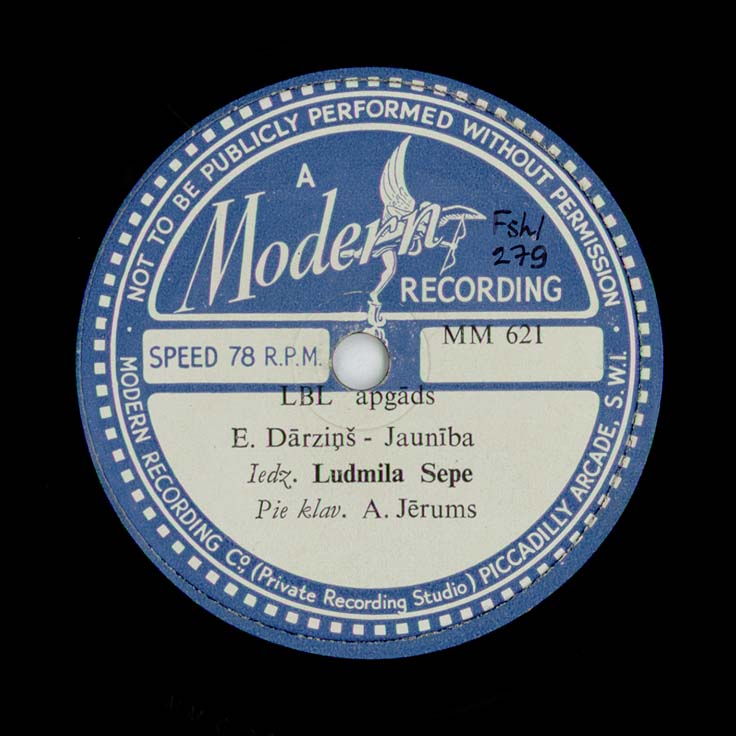 NOT TO BE PUBLICLY PERFORMED WITHOUT PERMISSION
A
Modern
RECORDING
Fshl/
279
SPEED 78 R.P.M.
MM 621
LBL apgāds
E. Dārziņš - Jaunība
Iedz. Ludmila Sepe
Pie klav. A. Jērums
MODERN RECORDING Co., (Private Recording Studio) PICCADILLY ARCADE, S.W.1.